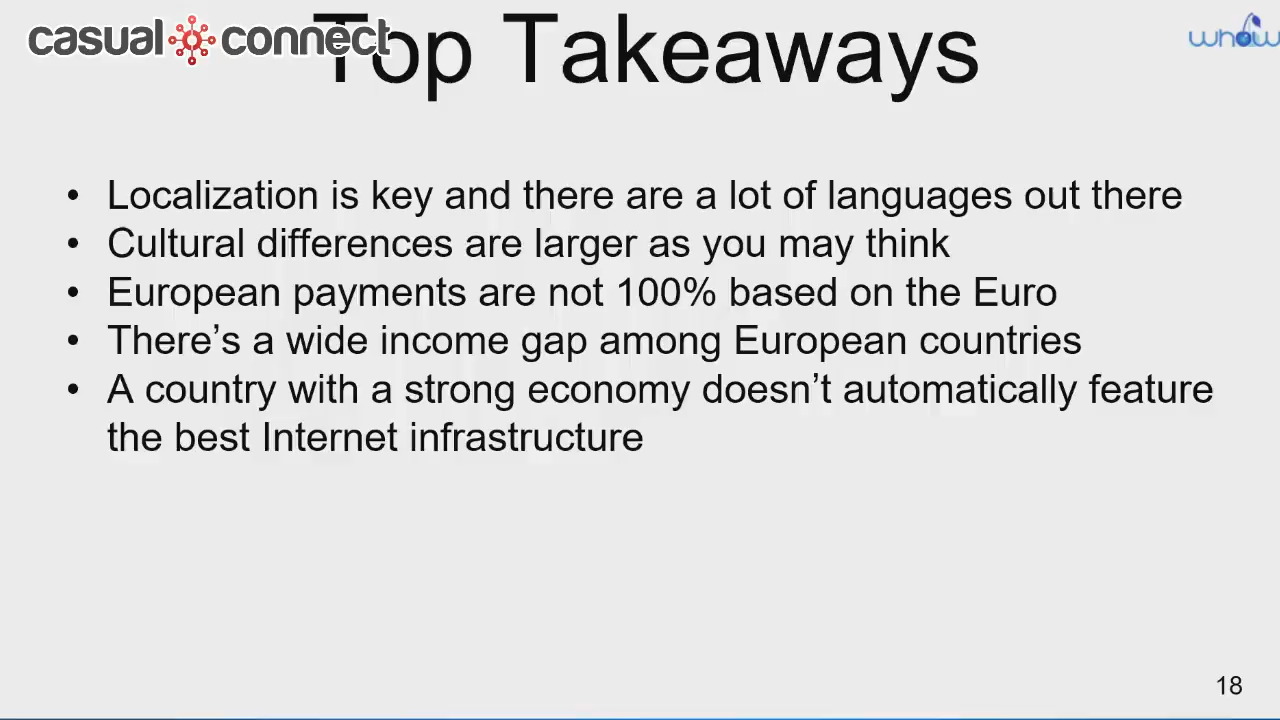 casual connect
Top Takeaways
whow
• Localization is key and there are a lot of languages out there
• Cultural differences are larger as you may think
• European payments are not 100% based on the Euro
• There’s a wide income gap among European countries
• A country with a strong economy doesn’t automatically feature
the best Internet infrastructure
18